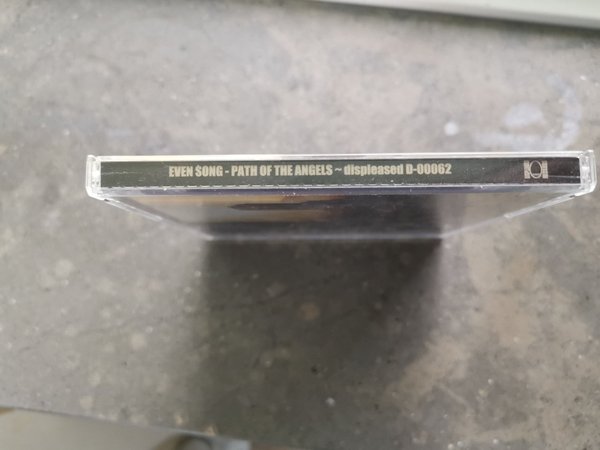 EVEN SONG - PATH OF THE ANGELS ~ displeased D-00062